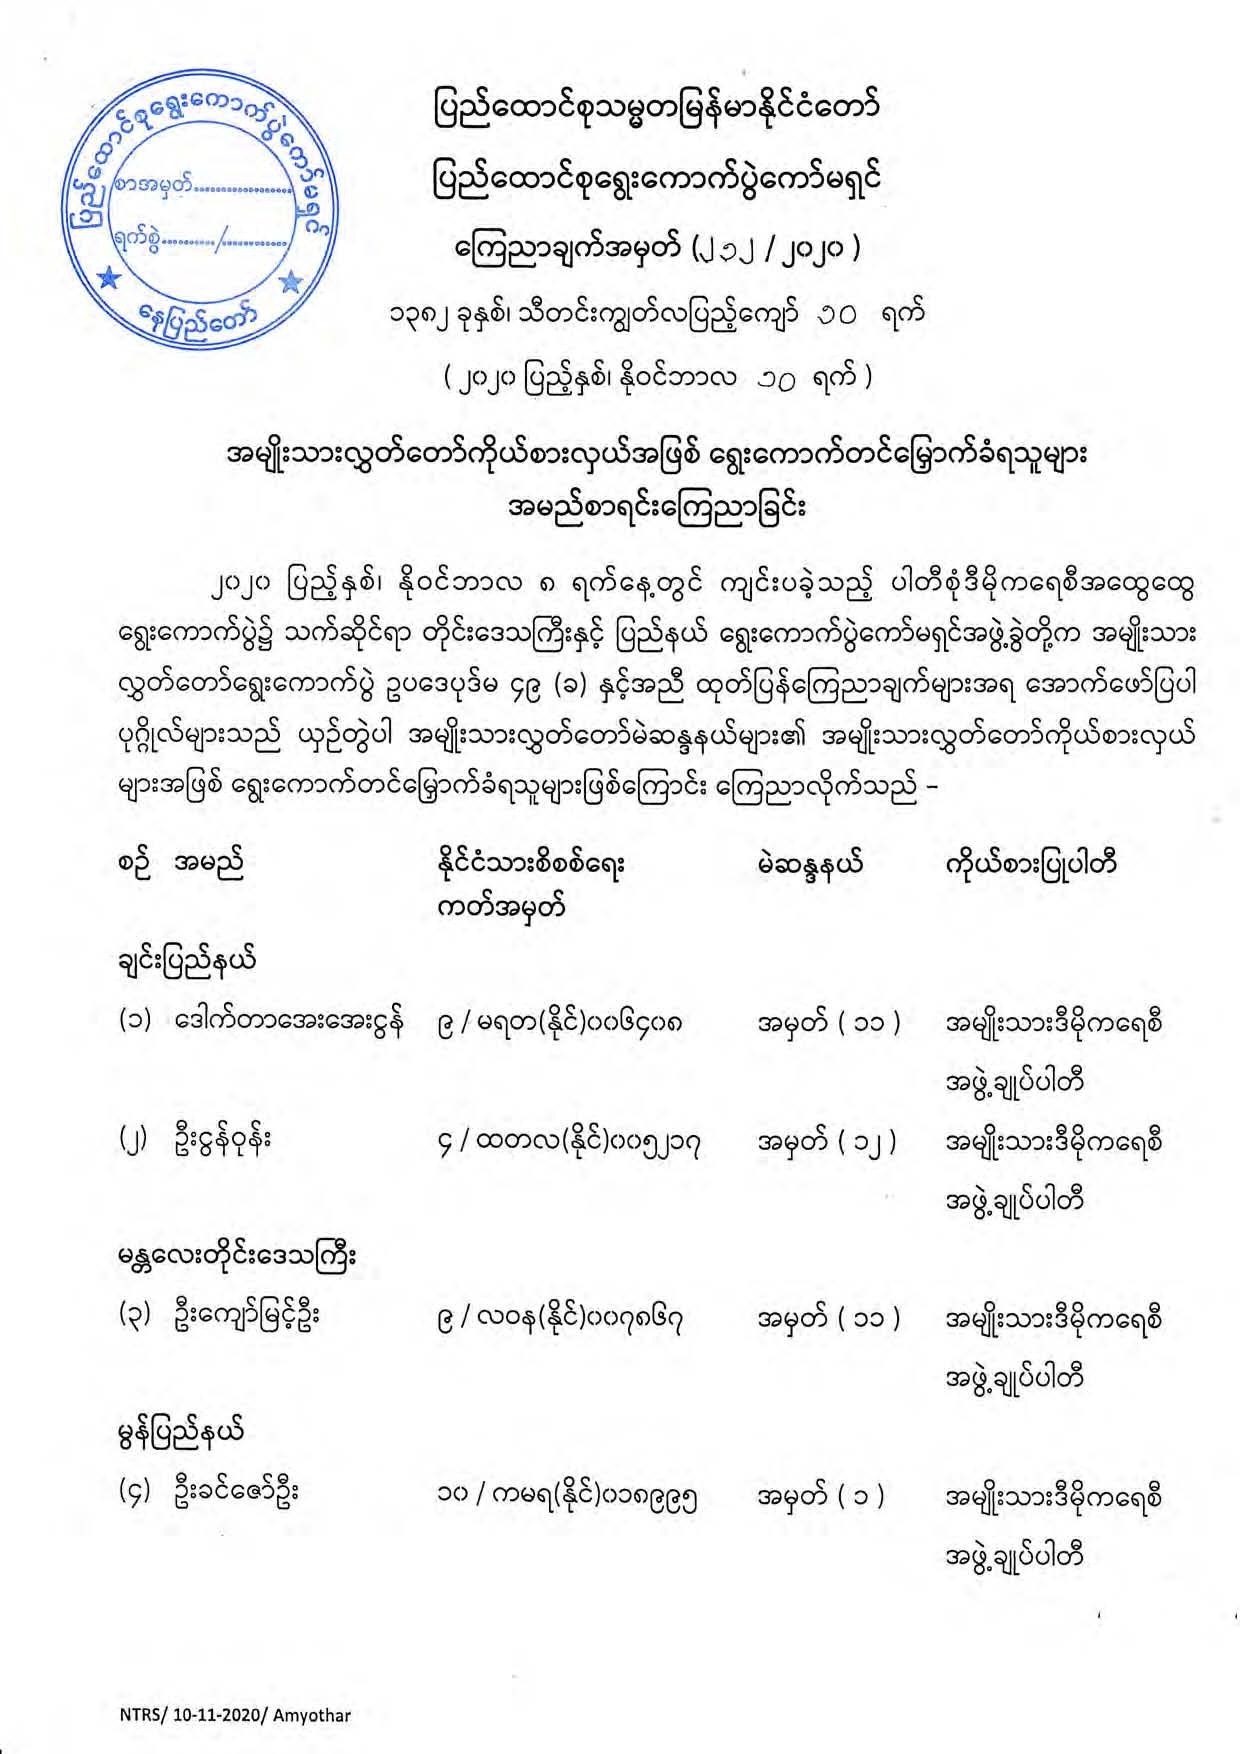 ပြည်ထောင်စုသမ္မတမြန်မာနိုင်ငံတော်
ပြည်ထောင်စုရွေးကောက်ပွဲကော်မရှင်
ကြေညာချက်အမှတ် (၂၁၂ / ၂၀၂၀ )
၁၃၈၂ ခုနှစ်၊ သီတင်းကျွတ်လပြည့်ကျော် ၁၀ ရက်
( ၂၀၂၀ ပြည့်နှစ်၊ နိုဝင်ဘာလ ၁၀ ရက် )
ပြည်ထောင်စုရွေးကောက်ပွဲကော်မရှင်
စာအမှတ်....................
ရက်စွဲ.........../.............
နေပြည်တော်
အမျိုးသားလွှတ်တော်ကိုယ်စားလှယ်အဖြစ် ရွေးကောက်တင်မြှောက်ခံရသူများ
အမည်စာရင်းကြေညာခြင်း
၂၀၂၀ ပြည့်နှစ်၊ နိုဝင်ဘာလ ၈ ရက်နေ့တွင် ကျင်းပခဲ့သည့် ပါတီစုံဒီမိုကရေစီအထွေထွေ
ရွေးကောက်ပွဲ၌ သက်ဆိုင်ရာ တိုင်းဒေသကြီးနှင့် ပြည်နယ် ရွေးကောက်ပွဲကော်မရှင်အဖွဲ့ခွဲတို့က အမျိုးသား
လွှတ်တော်ရွေးကောက်ပွဲ ဥပဒေပုဒ်မ ၄၉ (ခ) နှင့်အညီ ထုတ်ပြန်ကြေညာချက်များအရ အောက်ဖော်ပြပါ
ပုဂ္ဂိုလ်များသည် ယှဉ်တွဲပါ အမျိုးသားလွှတ်တော်မဲဆန္ဒနယ်များ၏ အမျိုးသားလွှတ်တော်ကိုယ်စားလှယ်
များအဖြစ် ရွေးကောက်တင်မြှောက်ခံရသူများဖြစ်ကြောင်း ကြေညာလိုက်သည် –
စဉ် အမည် နိုင်ငံသားစိစစ်ရေး မဲဆန္ဒနယ် ကိုယ်စားပြုပါတီ
ကတ်အမှတ်
ချင်းပြည်နယ်
(၁) ဒေါက်တာအေးအေးငွန် ၉ / မရတ(နိုင်)၀၀၆၄၀၈ အမှတ် ( ၁၁ ) အမျိုးသားဒီမိုကရေစီ
အဖွဲ့ချုပ်ပါတီ
(၂) ဦးငွန်ဝုန်း ၄ / ထတလ(နိုင်)၀၀၅၂၁၇ အမှတ် ( ၁၂ ) အမျိုးသားဒီမိုကရေစီ
အဖွဲ့ချုပ်ပါတီ
မန္တလေးတိုင်းဒေသကြီး
(၃) ဦးကျော်မြင့်ဦး ၉ / လဝန(နိုင်)၀၀၇၈၆၇ အမှတ် ( ၁၁ ) အမျိုးသားဒီမိုကရေစီ
အဖွဲ့ချုပ်ပါတီ
မွန်ပြည်နယ်
(၄) ဦးခင်ဇော်ဦး ၁၀ / ကမရ(နိုင်)၀၁၈၉၉၅ အမှတ် ( ၁ ) အမျိုးသားဒီမိုကရေစီ
အဖွဲ့ချုပ်ပါတီ
NTRS/ 10-11-2020/ Amyothar